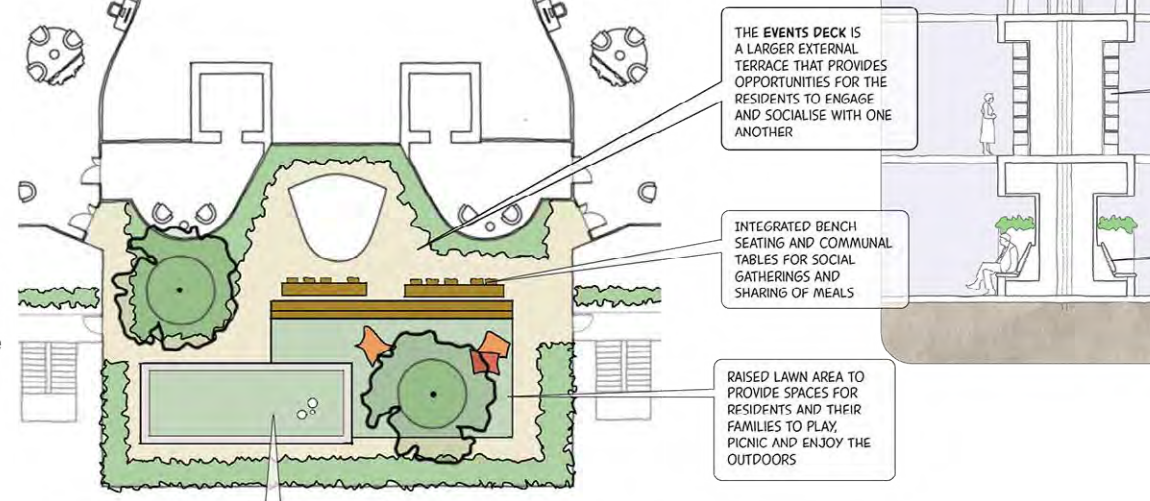 THE EVENTS DECK IS
A LARGER EXTERNAL
TERRACE THAT PROVIDES
OPPORTUNITIES FOR THE
RESIDENTS TO ENGAGE
AND SOCIALISE WITH ONE
ANOTHER
INTEGRATED BENCH
SEATING AND COMMUNAL
TABLES FOR SOCIAL
GATHERINGS AND
SHARING OF MEALS
RAISED LAWN AREA TO
PROVIDE SPACES FOR
RESIDENTS AND THEIR
FAMILIES TO PLAY,
PICNIC AND ENJOY THE
OUTDOORS